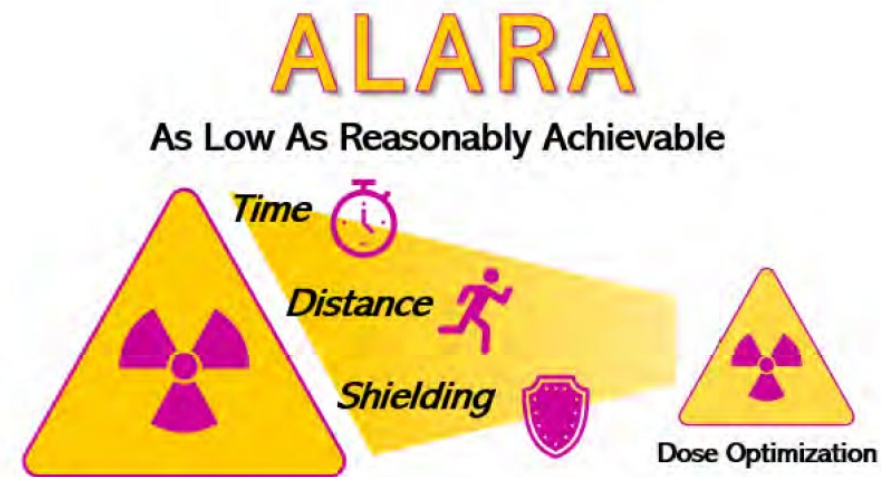 ALARA
As Low As Reasonably Achievable
Time
Distance
Shielding
Dose Optimization